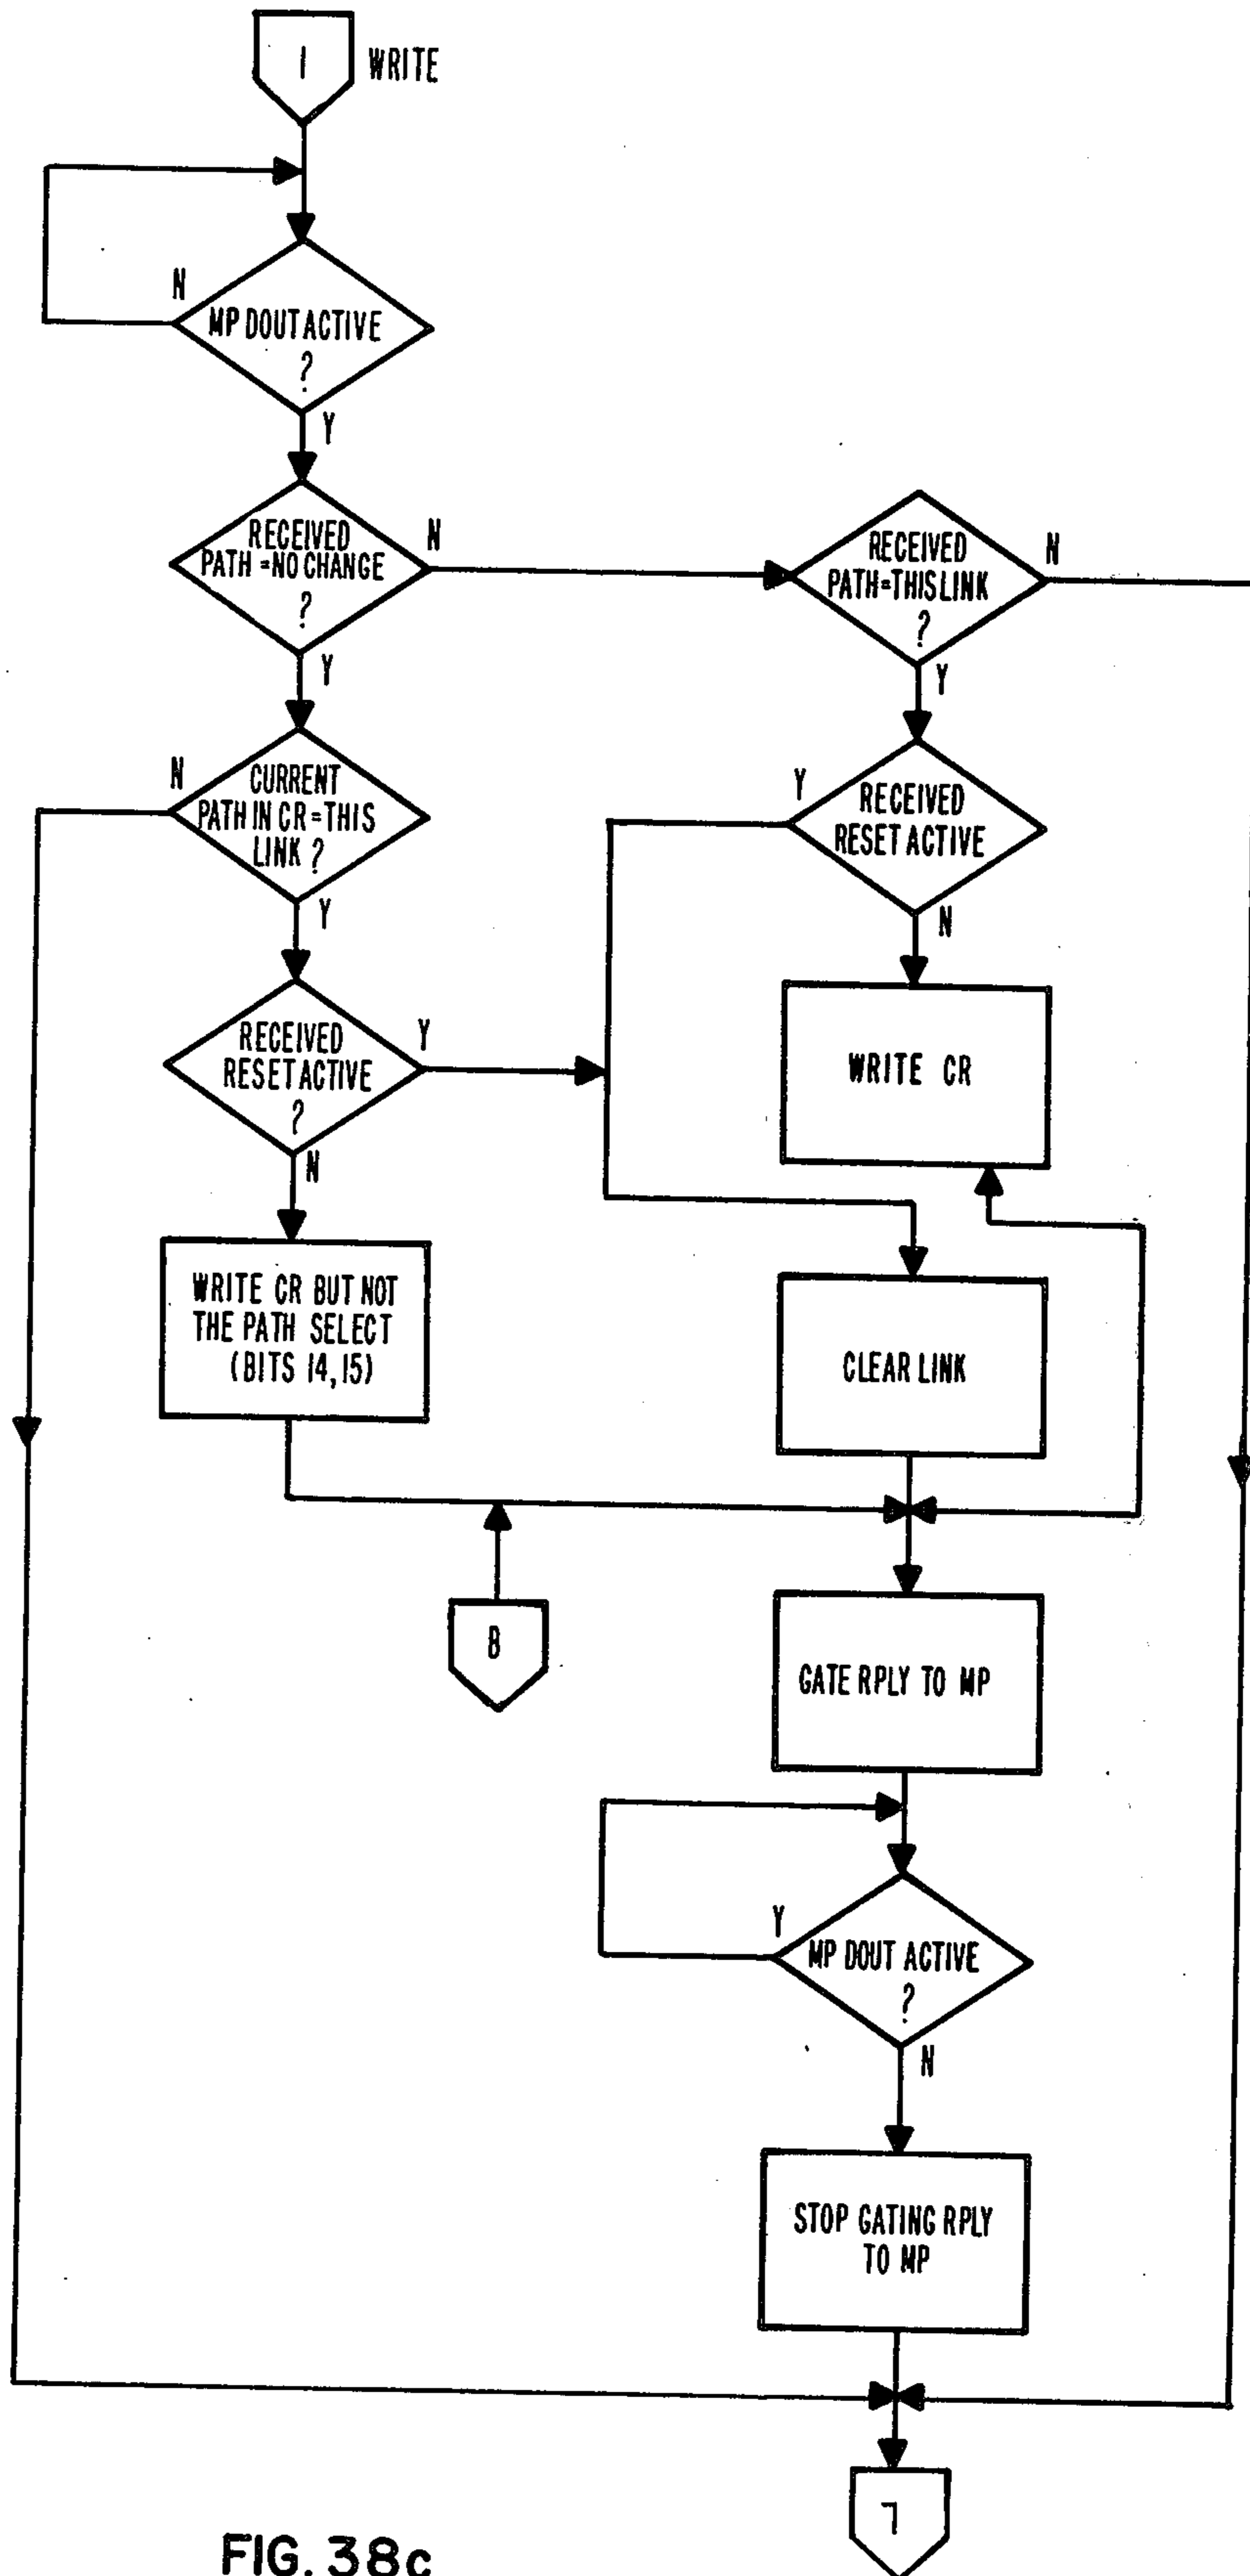 1 WRITE
N
MP DOUT ACTIVE
?
Y
RECEIVED
PATH = NO CHANGE
?
N
Y
RECEIVED
PATH = THIS LINK
?
N
Y
N
CURRENT
PATH IN CR = THIS
LINK ?
Y
Y
RECEIVED
RESET ACTIVE
N
RECEIVED
RESET ACTIVE
?
Y
N
WRITE CR
WRITE CR BUT NOT
THE PATH SELECT
(BITS 14, 15)
CLEAR LINK
8
GATE RPLY TO MP
Y
MP DOUT ACTIVE
?
N
STOP GATING RPLY
TO MP
7
FIG. 38c